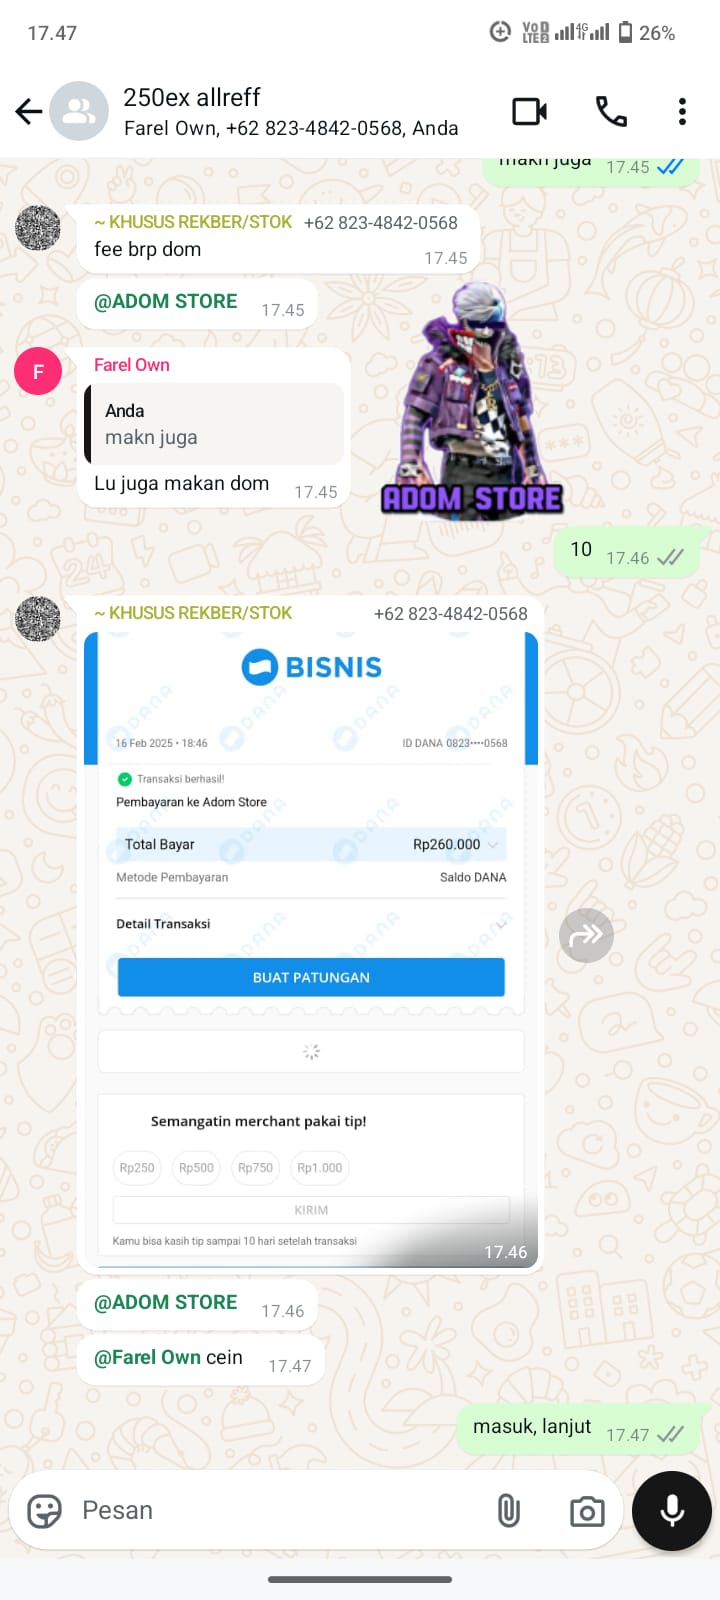 17.47
VoD
LTE2
4G
26%
250ex allreff
Farel Own, +62 823-4842-0568, Anda
makn juga 17.45
~ KHUSUS REKBER/STOK +62 823-4842-0568
fee brp dom
17.45
@ADOM STORE 17.45
F
Farel Own
Anda
makn juga
Lu juga makan dom 17.45
ADOM STORE
10 17.46
~ KHUSUS REKBER/STOK +62 823-4842-0568
BISNIS
16 Feb 2025 • 18:46 ID DANA 0823····0568
Transaksi berhasil!
Pembayaran ke Adom Store
Total Bayar Rp260.000
Metode Pembayaran Saldo DANA
Detail Transaksi
BUAT PATUNGAN
Semangatin merchant pakai tip!
Rp250 Rp500 Rp750 Rp1.000
KIRIM
Kamu bisa kasih tip sampai 10 hari setelah transaksi
17.46
@ADOM STORE 17.46
@Farel Own cein 17.47
masuk, lanjut 17.47
Pesan